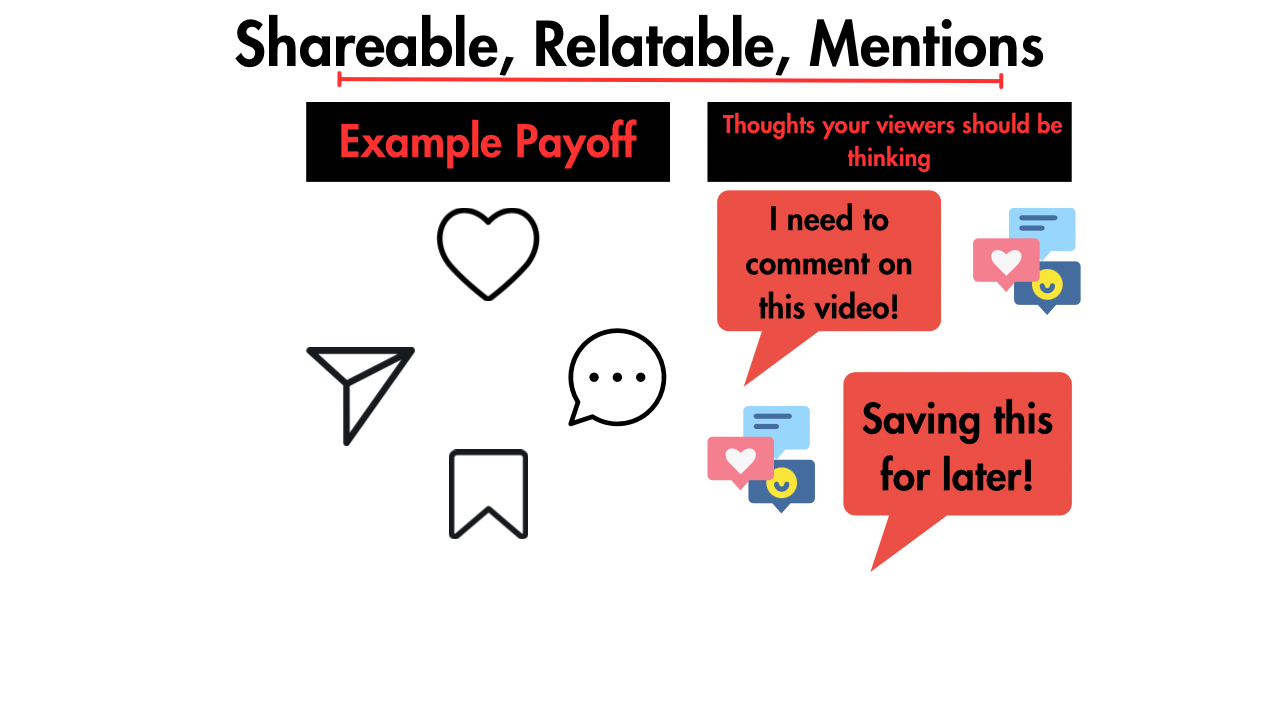 Shareable, Relatable, Mentions
Example Payoff
Thoughts your viewers should be
thinking
I need to
comment on
this video!
Saving this
for later!